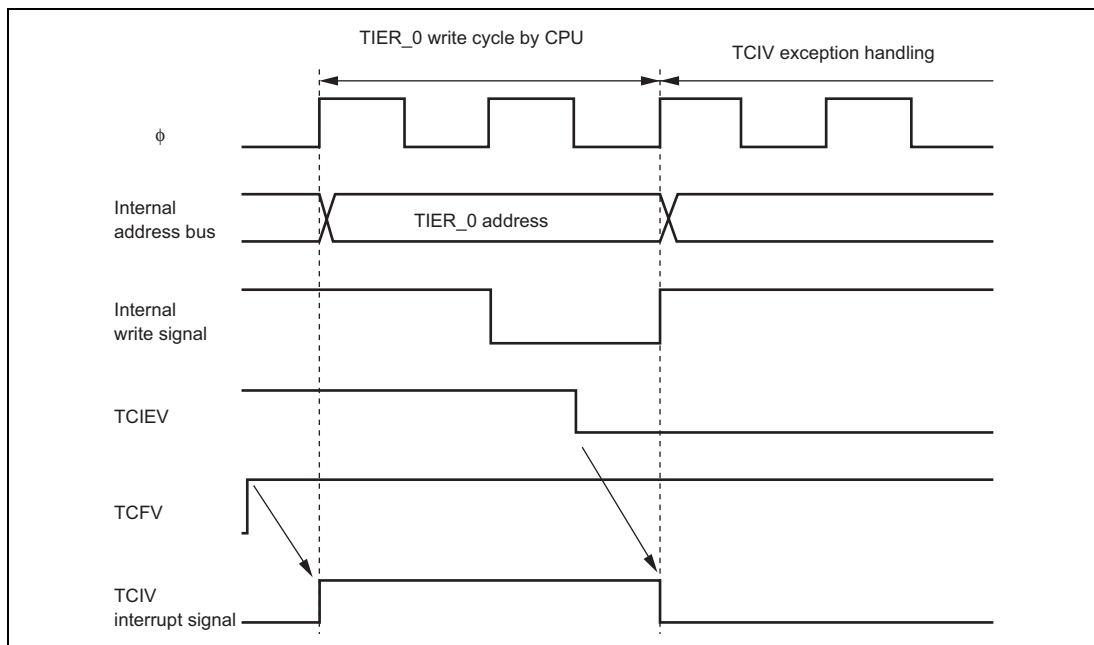 TIER_0 write cycle by CPU
TCIV exception handling
ϕ
Internal
address bus
TIER_0 address
Internal
write signal
TCIEV
TCFV
TCIV
interrupt signal